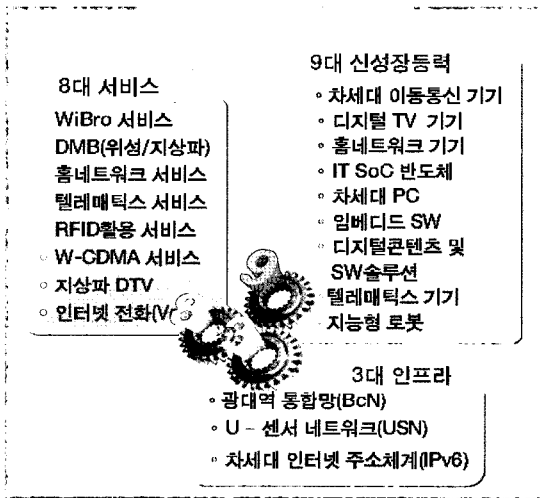 8대 서비스
WiBro 서비스
DMB(위성/지상파)
홈네트워크 서비스
텔레매틱스 서비스
RFID활용 서비스
◦ W-CDMA 서비스
◦ 지상파 DTV
◦ 인터넷 전화
9대 신성장동력
◦ 차세대 이동통신 기기
◦ 디지털 TV 기기
◦ 홈네트워크 기기
◦ IT SoC 반도체
◦ 차세대 PC
◦ 임베디드 SW
◦ 디지털콘텐츠 및
SW솔루션
텔레매틱스 기기
지능형 로봇
3대 인프라
◦ 광대역 통합망(BcN)
◦ U - 센서 네트워크(USN)
◦ 차세대 인터넷 주소체계(IPv6)